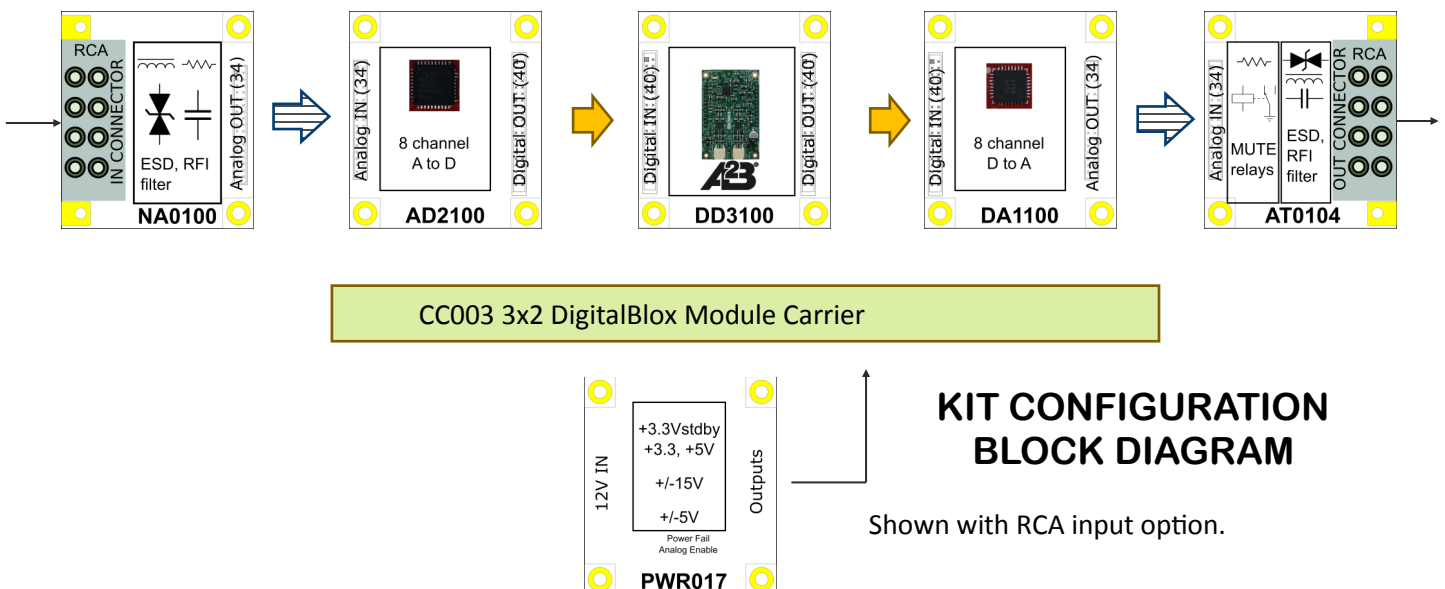 RCA
IN CONNECTOR
ESD, RFI
filter
Analog OUT (34)
NA0100
Analog IN (34)
8 channel
A to D
Digital OUT (40)
AD2100
Digital IN (40)
A2B
Digital OUT (40)
DD3100
Digital IN (40)
8 channel
D to A
Analog OUT (34)
DA1100
Analog IN (34)
MUTE
relays
ESD,
RFI
filter
RCA
OUT CONNECTOR
AT0104
CC003 3x2 DigitalBlox Module Carrier
12V IN
+3.3Vstdby
+3.3, +5V
+/-15V
+/-5V
Power Fail
Analog Enable
Outputs
PWR017
KIT CONFIGURATION
BLOCK DIAGRAM
Shown with RCA input option.